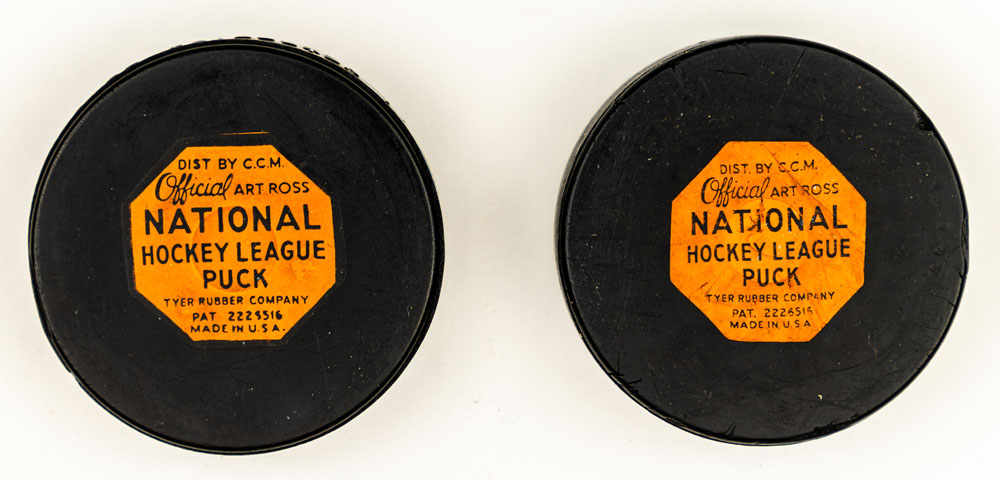 DIST BY C.C.M.
Official ART ROSS
NATIONAL
HOCKEY LEAGUE
PUCK
TYER RUBBER COMPANY
PAT 2226516
MADE IN U.S.A.
DIST. BY C.C.M.
Official ART ROSS
NATIONAL
HOCKEY LEAGUE
PUCK
TYER RUBBER COMPANY
PAT. 2226516
MADE IN U.S.A